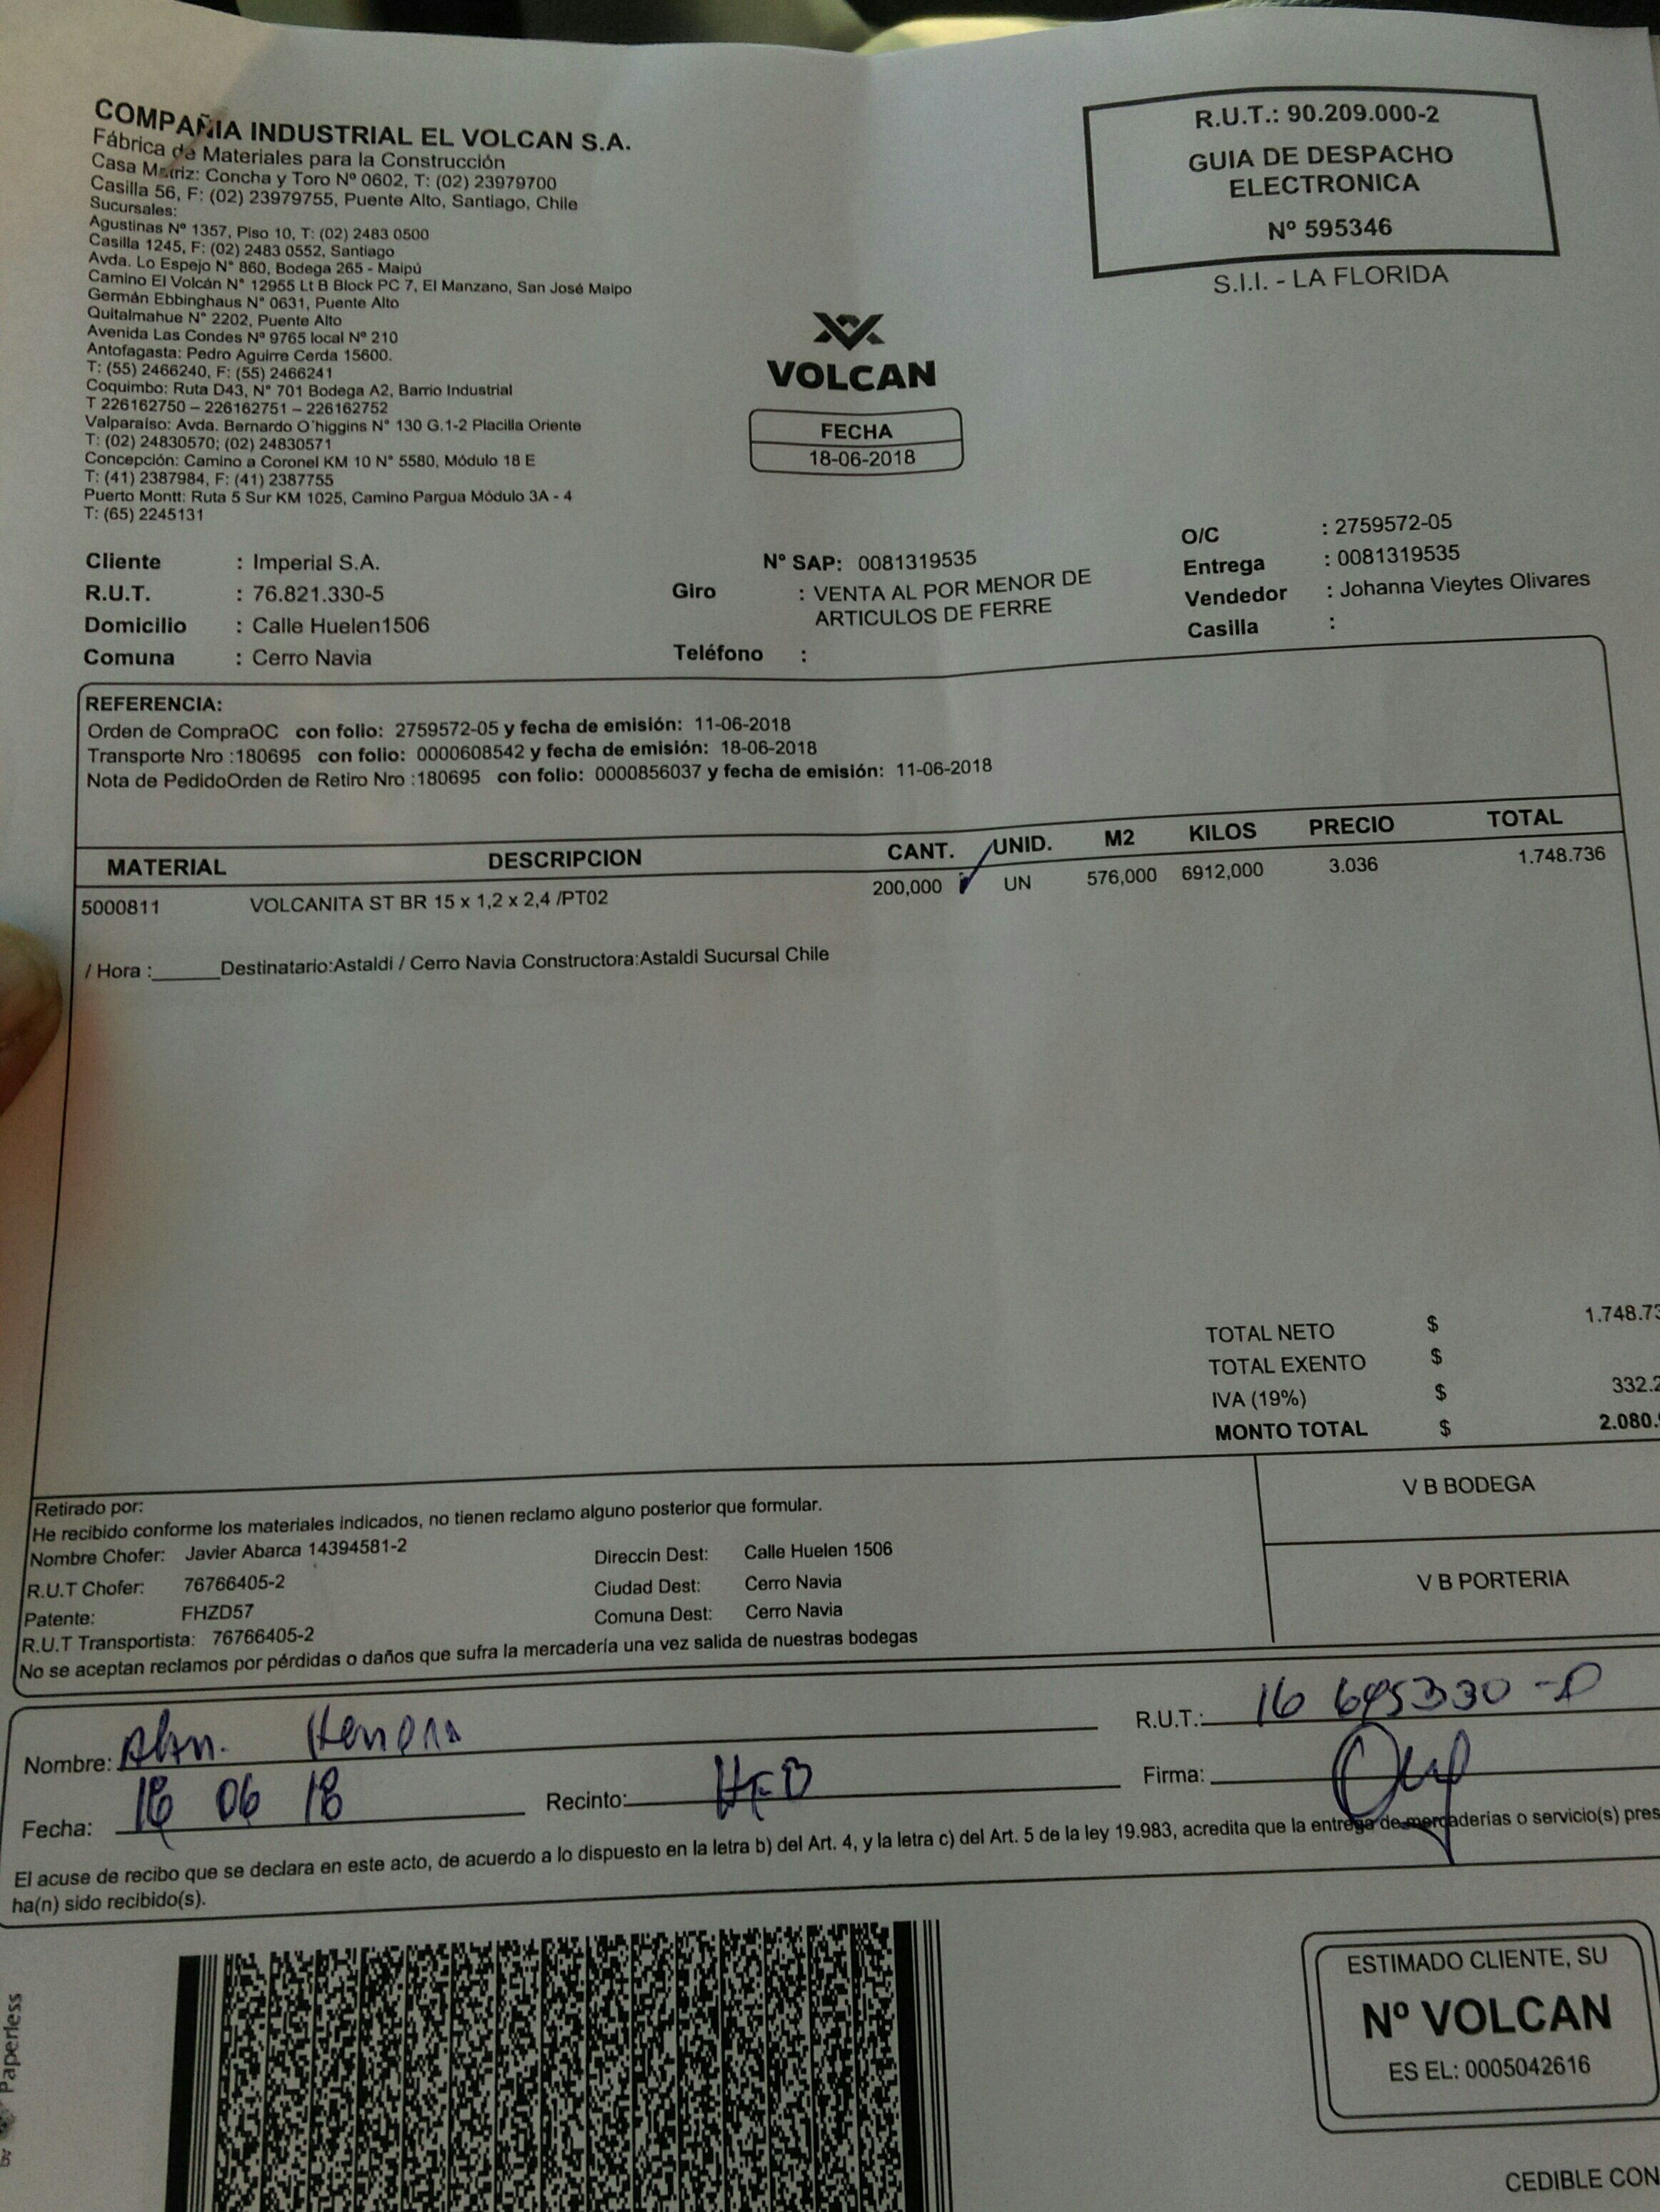 COMPAÑIA INDUSTRIAL EL VOLCAN S.A.
Fábrica de Materiales para la Construcción
Casa Matriz: Concha y Toro Nº 0602, T: (02) 23979700
Casilla 56, F: (02) 23979755, Puente Alto, Santiago, Chile
Sucursales:
Agustinas Nº 1357, Piso 10, T: (02) 2483 0500
Casilla 1245, F: (02) 2483 0552, Santiago
Avda. Lo Espejo N° 860, Bodega 265 - Maipú
Camino El Volcán N° 12955 Lt B Block PC 7, El Manzano, San José Maipo
Germán Ebbinghaus N° 0631, Puente Alto
Quitalmahue N° 2202, Puente Alto
Avenida Las Condes Nº 9765 local Nº 210
Antofagasta: Pedro Aguirre Cerda 15600.
T: (55) 2466240, F: (55) 2466241
Coquimbo: Ruta D43, N° 701 Bodega A2, Barrio Industrial
T 226162750 – 226162751 – 226162752
Valparaíso: Avda. Bernardo O'higgins N° 130 G.1-2 Placilla Oriente
T: (02) 24830570; (02) 24830571
Concepción: Camino a Coronel KM 10 N° 5580, Módulo 18 E
T: (41) 2387984, F: (41) 2387755
Puerto Montt: Ruta 5 Sur KM 1025, Camino Pargua Módulo 3A - 4
T: (65) 2245131
R.U.T.: 90.209.000-2
GUIA DE DESPACHO
ELECTRONICA
Nº 595346
S.I.I. - LA FLORIDA
VOLCAN
FECHA
18-06-2018
Cliente : Imperial S.A.
R.U.T. : 76.821.330-5
Domicilio : Calle Huelen1506
Comuna : Cerro Navia
N° SAP: 0081319535
Giro : VENTA AL POR MENOR DE
ARTICULOS DE FERRE
Teléfono :
O/C : 2759572-05
Entrega : 0081319535
Vendedor : Johanna Vieytes Olivares
Casilla :
REFERENCIA:
Orden de CompraOC con folio: 2759572-05 y fecha de emisión: 11-06-2018
Transporte Nro :180695 con folio: 0000608542 y fecha de emisión: 18-06-2018
Nota de PedidoOrden de Retiro Nro :180695 con folio: 0000856037 y fecha de emisión: 11-06-2018
MATERIAL DESCRIPCION CANT. UNID. M2 KILOS PRECIO TOTAL
5000811 VOLCANITA ST BR 15 x 1,2 x 2,4 /PT02 200,000 UN 576,000 6912,000 3.036 1.748.736
/ Hora :______Destinatario:Astaldi / Cerro Navia Constructora:Astaldi Sucursal Chile
TOTAL NETO $ 1.748.73
TOTAL EXENTO $
IVA (19%) $ 332.2
MONTO TOTAL $ 2.080.
Retirado por:
He recibido conforme los materiales indicados, no tienen reclamo alguno posterior que formular.
Nombre Chofer: Javier Abarca 14394581-2
R.U.T Chofer: 76766405-2
Patente: FHZD57
R.U.T Transportista: 76766405-2
Direccin Dest: Calle Huelen 1506
Ciudad Dest: Cerro Navia
Comuna Dest: Cerro Navia
No se aceptan reclamos por pérdidas o daños que sufra la mercadería una vez salida de nuestras bodegas
V B BODEGA
V B PORTERIA
Nombre:
R.U.T.:
Fecha: 18 06 18
Recinto:
Firma:
El acuse de recibo que se declara en este acto, de acuerdo a lo dispuesto en la letra b) del Art. 4, y la letra c) del Art. 5 de la ley 19.983, acredita que la entrega de mercaderías o servicio(s) pres
ha(n) sido recibido(s).
Paperless
ESTIMADO CLIENTE, SU
Nº VOLCAN
ES EL: 0005042616
CEDIBLE CON